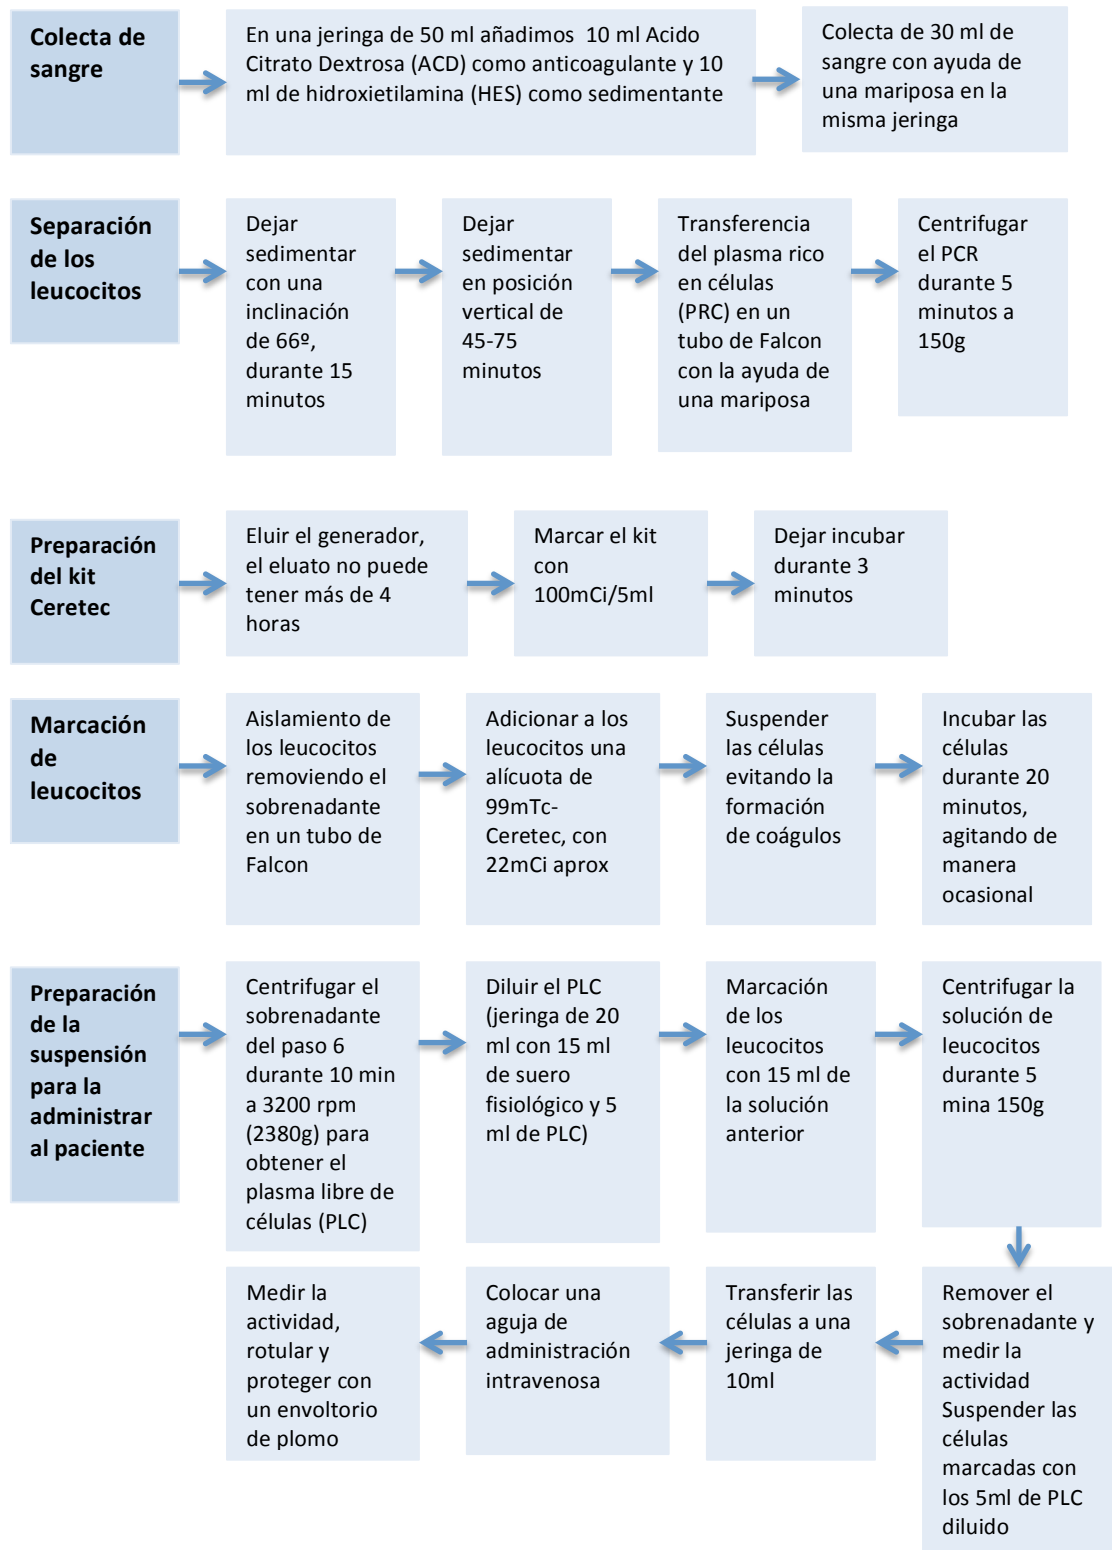 Colecta de
sangre
En una jeringa de 50 ml añadimos  10 ml Acido
Citrato Dextrosa (ACD) como anticoagulante y 10
ml de hidroxietilamina (HES) como sedimentante
Colecta de 30 ml de
sangre con ayuda de
una mariposa en la
misma jeringa
Separación
de los
leucocitos
Dejar
sedimentar
con una
inclinación
de 66º,
durante 15
minutos
Dejar
sedimentar
en posición
vertical de
45-75
minutos
Transferencia
del plasma rico
en células
(PRC) en un
tubo de Falcon
con la ayuda de
una mariposa
Centrifugar
el PCR
durante 5
minutos a
150g
Preparación
del kit
Ceretec
Eluir el generador,
el eluato no puede
tener más de 4
horas
Marcar el kit
con
100mCi/5ml
Dejar incubar
durante 3
minutos
Marcación
de
leucocitos
Aislamiento de
los leucocitos
removiendo el
sobrenadante
en un tubo de
Falcon
Adicionar a los
leucocitos una
alícuota de
99mTc-
Ceretec, con
22mCi aprox
Suspender
las células
evitando la
formación
de coágulos
Incubar las
células
durante 20
minutos,
agitando de
manera
ocasional
Preparación
de la
suspensión
para la
administrar
al paciente
Centrifugar el
sobrenadante
del paso 6
durante 10 min
a 3200 rpm
(2380g) para
obtener el
plasma libre de
células (PLC)
Diluir el PLC
(jeringa de 20
ml con 15 ml
de suero
fisiológico y 5
ml de PLC)
Marcación
de los
leucocitos
con 15 ml de
la solución
anterior
Centrifugar la
solución de
leucocitos
durante 5
mina 150g
Remover el
sobrenadante y
medir la
actividad
Suspender las
células
marcadas con
los 5ml de PLC
diluido
Transferir las
células a una
jeringa de
10ml
Colocar una
aguja de
administración
intravenosa
Medir la
actividad,
rotular y
proteger con
un envoltorio
de plomo